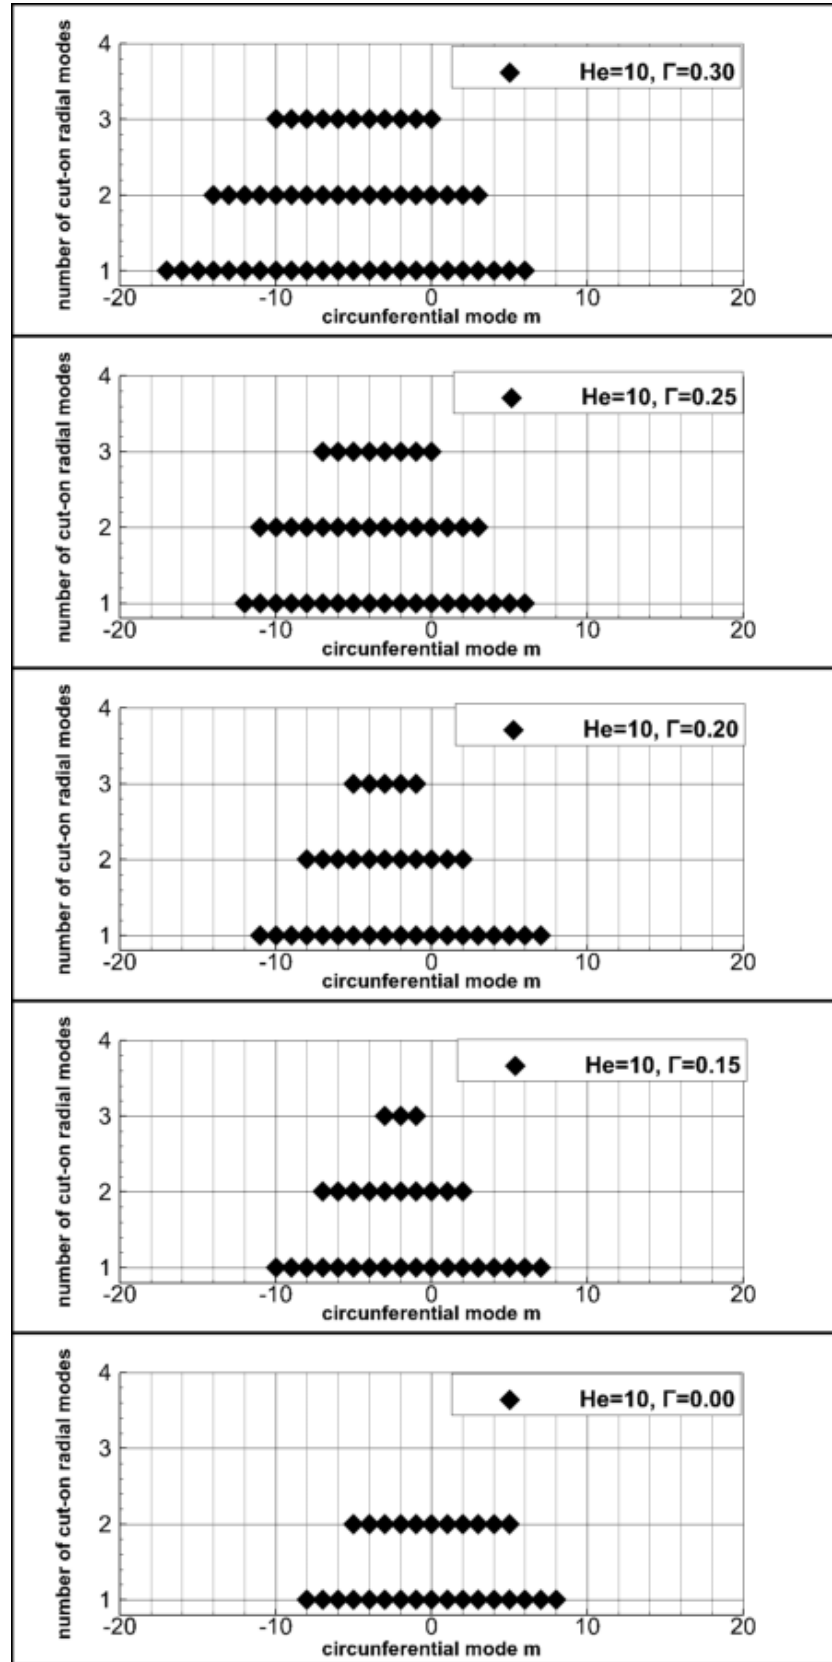 number of cut-on radial modes
4
He=10, Γ=0.30
3
2
1
-20 -10 0 10 20
circunferential mode m
number of cut-on radial modes
4
He=10, Γ=0.25
3
2
1
-20 -10 0 10 20
circunferential mode m
number of cut-on radial modes
4
He=10, Γ=0.20
3
2
1
-20 -10 0 10 20
circunferential mode m
number of cut-on radial modes
4
He=10, Γ=0.15
3
2
1
-20 -10 0 10 20
circunferential mode m
number of cut-on radial modes
4
He=10, Γ=0.00
3
2
1
-20 -10 0 10 20
circunferential mode m